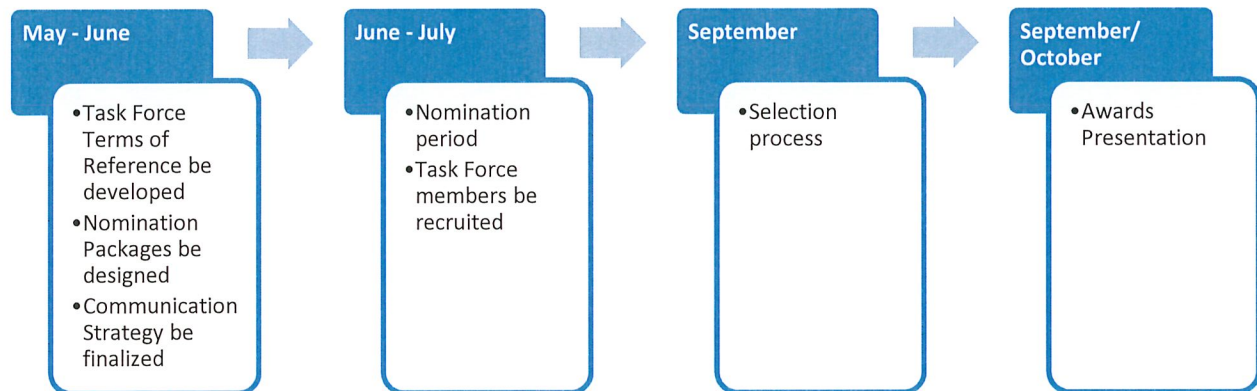 May - June
•Task Force
Terms of
Reference be
developed
•Nomination
Packages be
designed
•Communication
Strategy be
finalized
June - July
•Nomination
period
•Task Force
members be
recruited
September
•Selection
process
September/
October
•Awards
Presentation